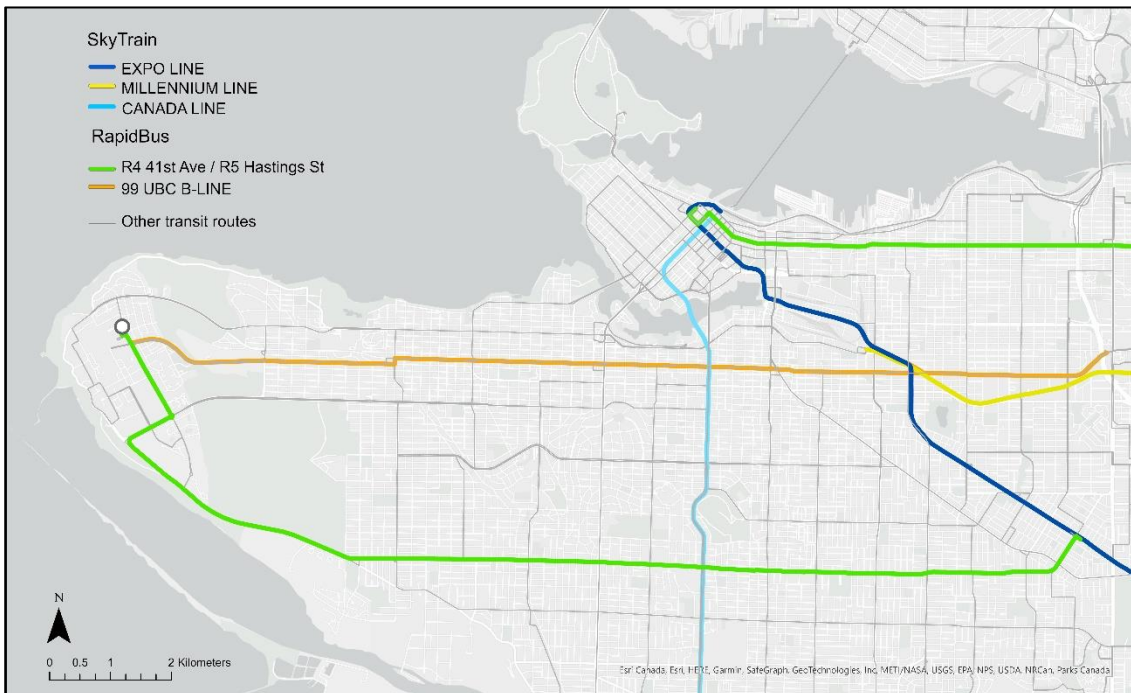 SkyTrain
EXPO LINE
MILLENNIUM LINE
CANADA LINE
RapidBus
R4 41st Ave / R5 Hastings St
99 UBC B-LINE
Other transit routes
N
0 0.5 1 2 Kilometers
Esri Canada, Esri, HERE, Garmin, SafeGraph, GeoTechnologies, Inc, METI/NASA, USGS, EPA, NPS, USDA, NRCan, Parks Canada